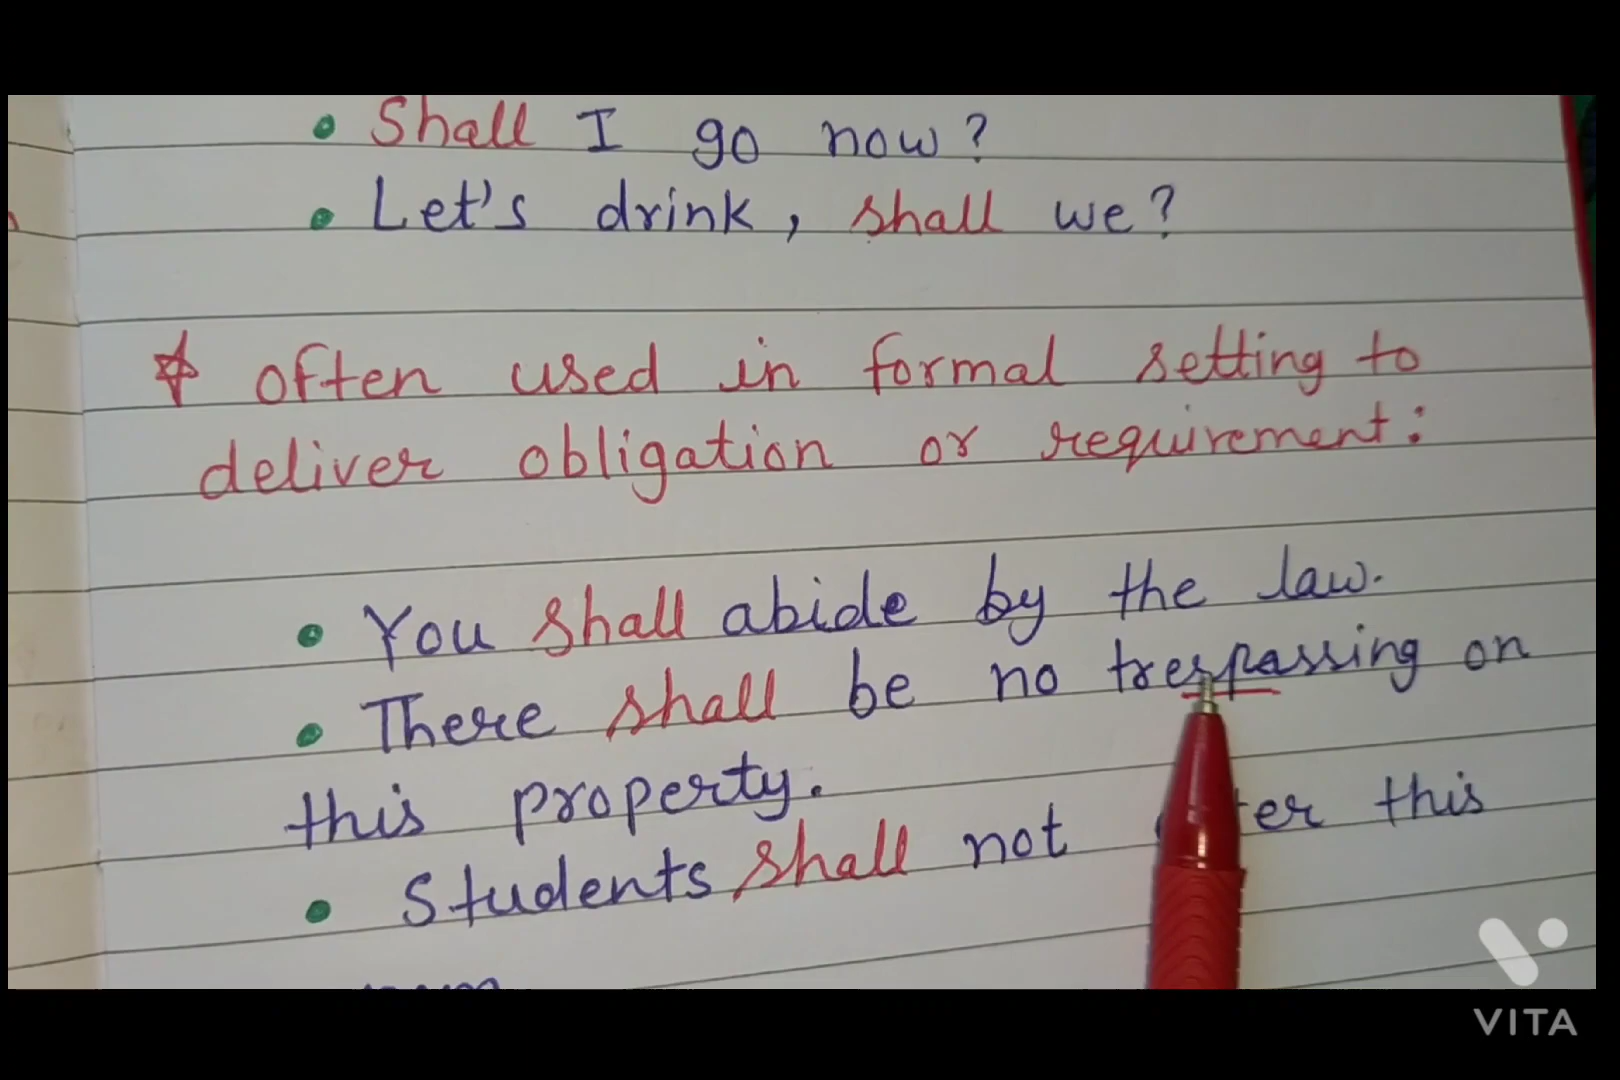 • Shall I go now?
• Let's drink, shall we?
☆ often used in formal setting to
deliver obligation or requirement:
• You shall abide by the law.
• There shall be no trespassing on
this property.
• Students shall not this
VITA